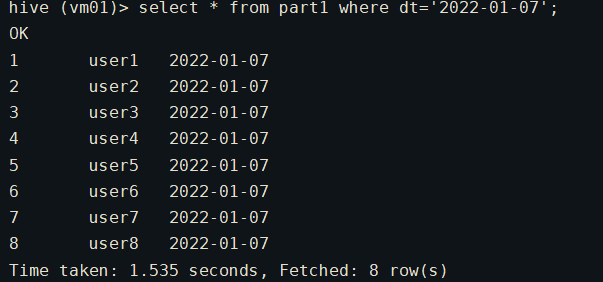 hive (vm01)> select * from part1 where dt='2022-01-07';
OK
1 user1 2022-01-07
2 user2 2022-01-07
3 user3 2022-01-07
4 user4 2022-01-07
5 user5 2022-01-07
6 user6 2022-01-07
7 user7 2022-01-07
8 user8 2022-01-07
Time taken: 1.535 seconds, Fetched: 8 row(s)